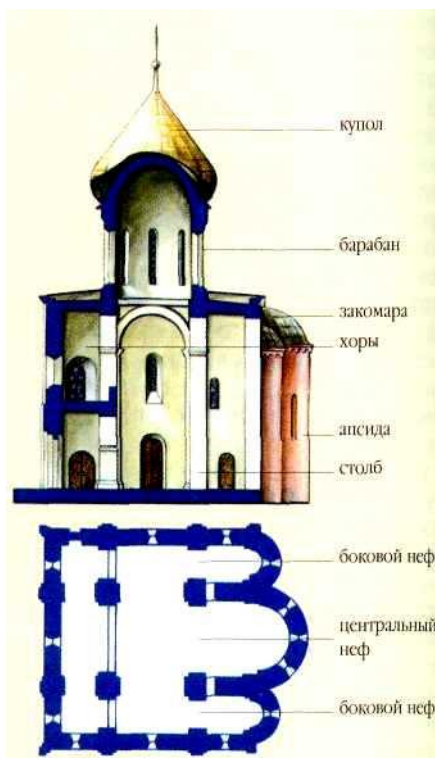 купол
барабан
закомара
хоры
апсида
столб
боковой неф
центральный
неф
боковой неф